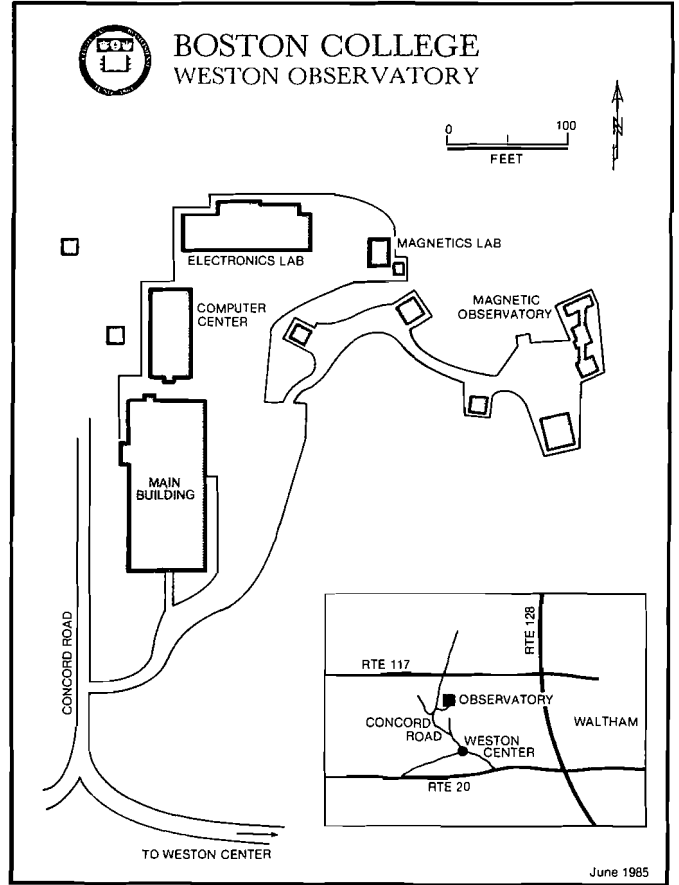 BOSTON COLLEGE
WESTON OBSERVATORY
0 100
FEET
N
ELECTRONICS LAB
MAGNETICS LAB
COMPUTER
CENTER
MAGNETIC
OBSERVATORY
MAIN
BUILDING
CONCORD ROAD
TO WESTON CENTER
RTE 128
RTE 117
OBSERVATORY
CONCORD
ROAD
WALTHAM
WESTON
CENTER
RTE 20
June 1985